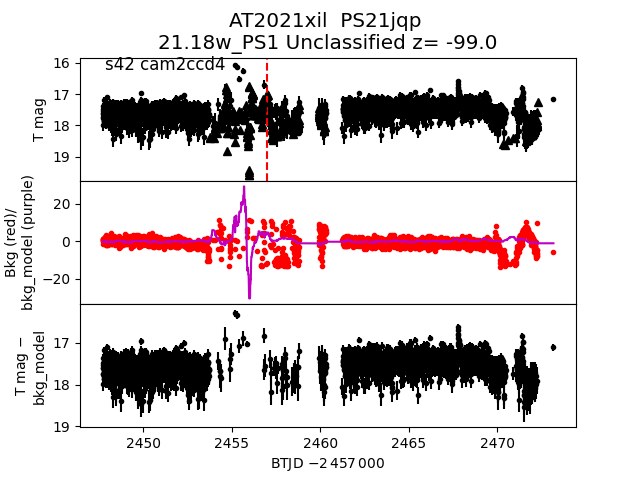 AT2021xil  PS21jqp
21.18w_PS1 Unclassified z= -99.0
s42 cam2ccd4
T mag
16
17
18
19
Bkg (red)/
bkg_model (purple)
20
0
−20
T mag −
bkg_model
17
18
19
2450
2455
2460
2465
2470
BTJD −2 457 000